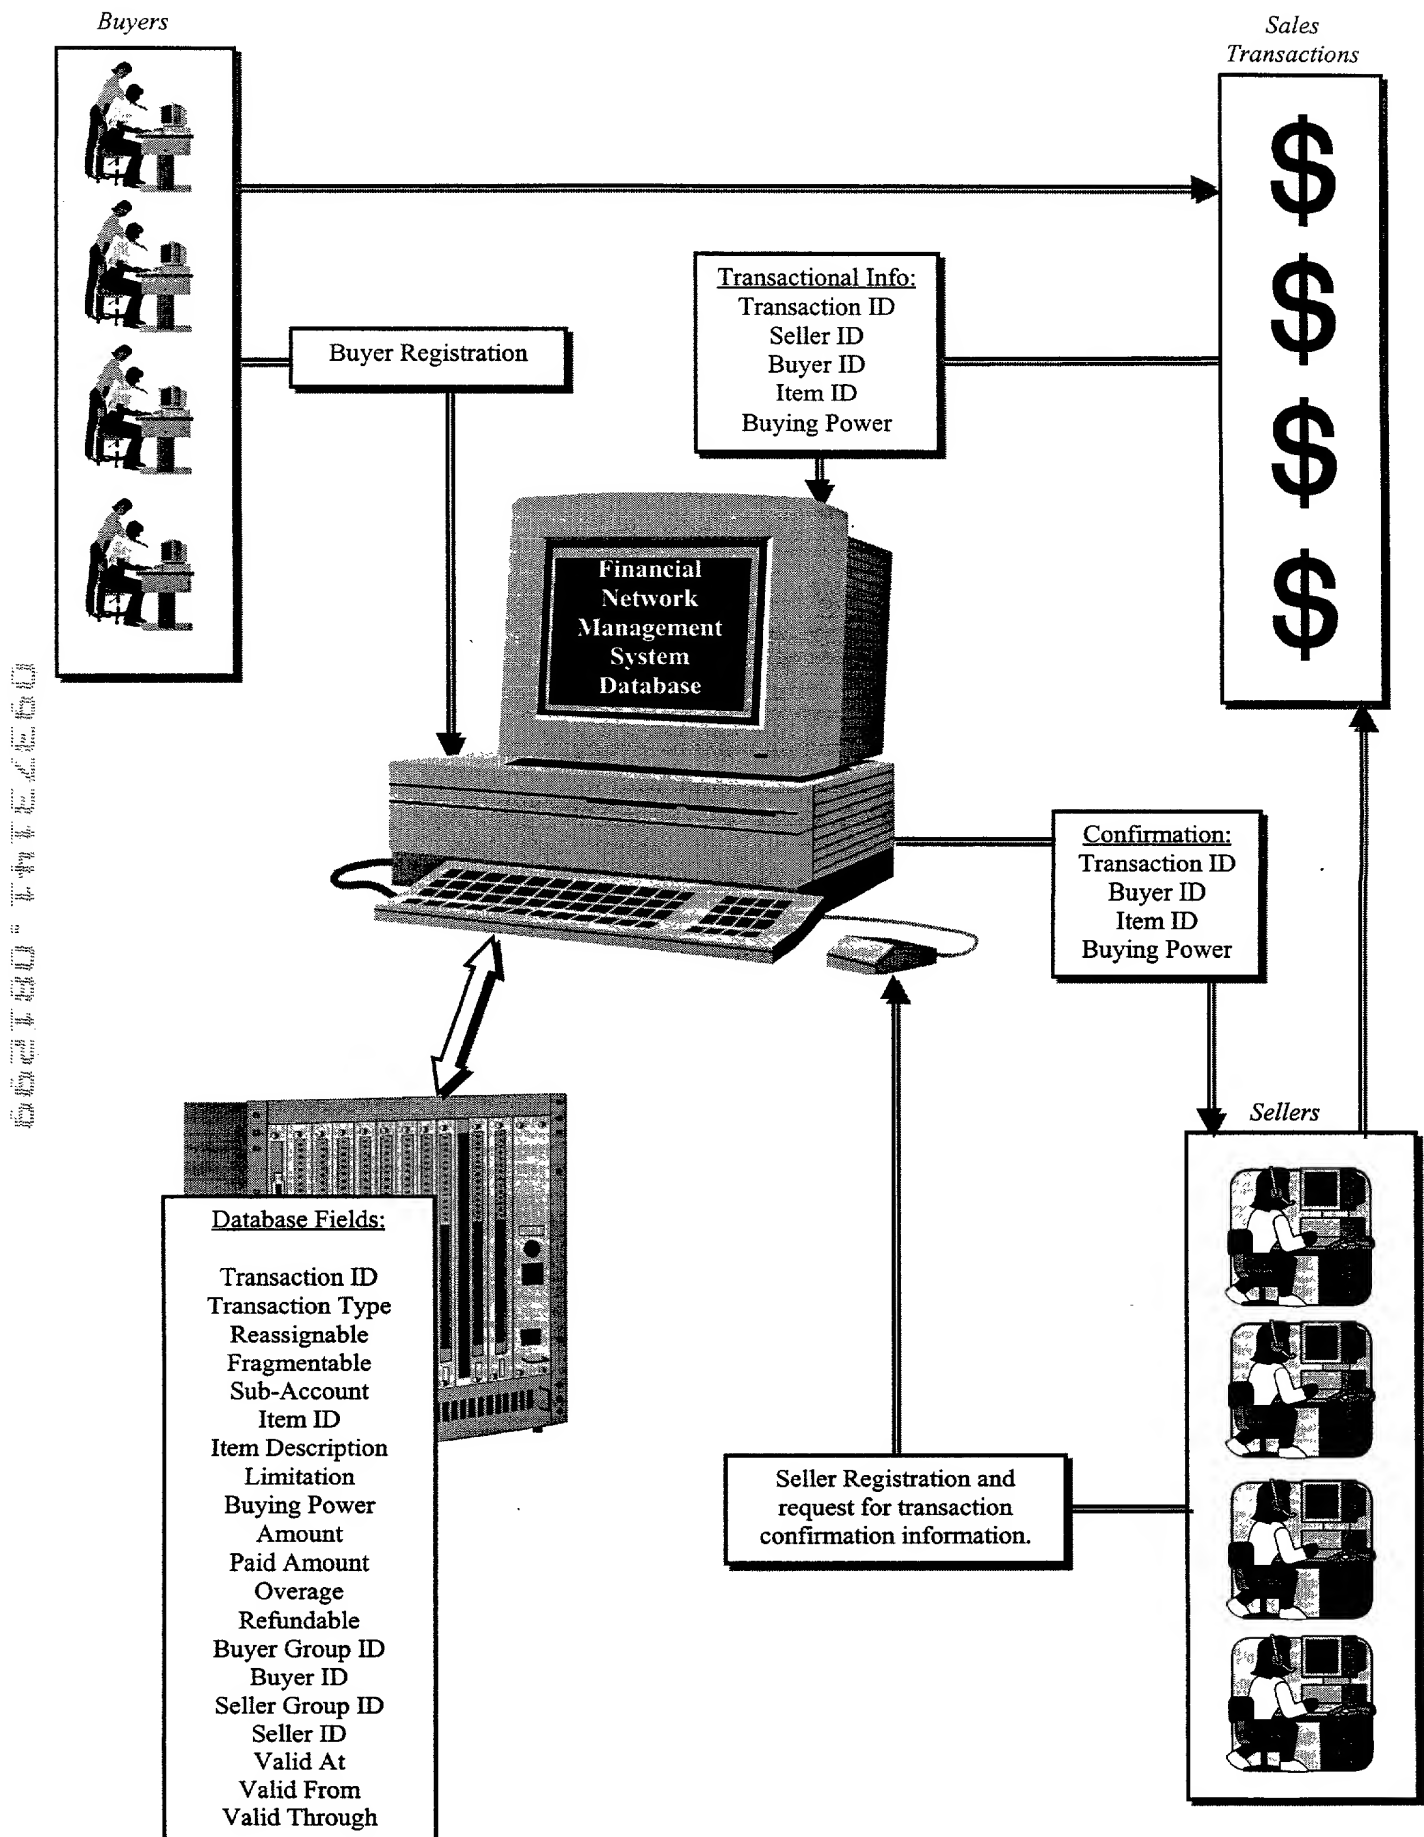 Buyers
Sales
Transactions
Transactional Info:
Transaction ID
Seller ID
Buyer ID
Item ID
Buying Power
Buyer Registration
Financial
Network
Management
System
Database
Confirmation:
Transaction ID
Buyer ID
Item ID
Buying Power
Sellers
Database Fields:
Transaction ID
Transaction Type
Reassignable
Fragmentable
Sub-Account
Item ID
Item Description
Limitation
Buying Power
Amount
Paid Amount
Overage
Refundable
Buyer Group ID
Buyer ID
Seller Group ID
Seller ID
Valid At
Valid From
Valid Through
Seller Registration and
request for transaction
confirmation information.
$
$
$
$